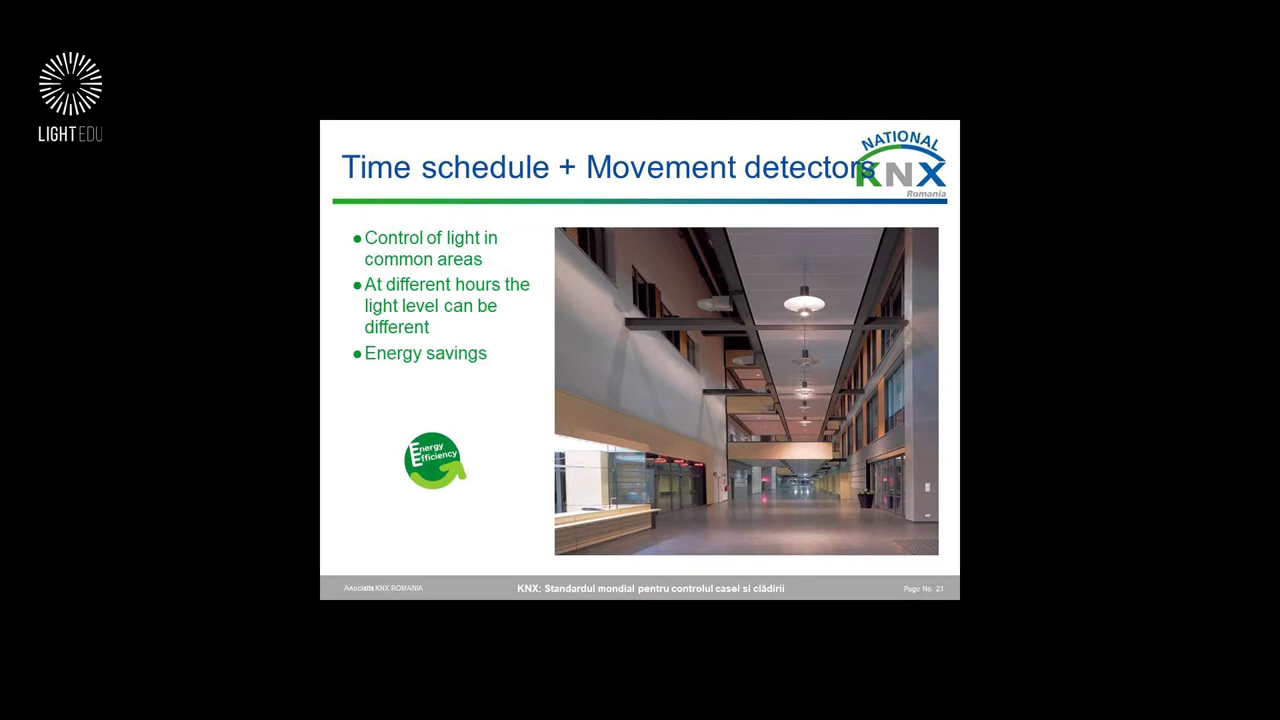 LIGHT EDU
NATIONAL
KNX
Romania
Time schedule + Movement detectors
● Control of light in
common areas
● At different hours the
light level can be
different
● Energy savings
Energy
Efficiency
Asociatia KNX ROMANIA
KNX: Standardul mondial pentru controlul casei si clădirii
Page No. 21